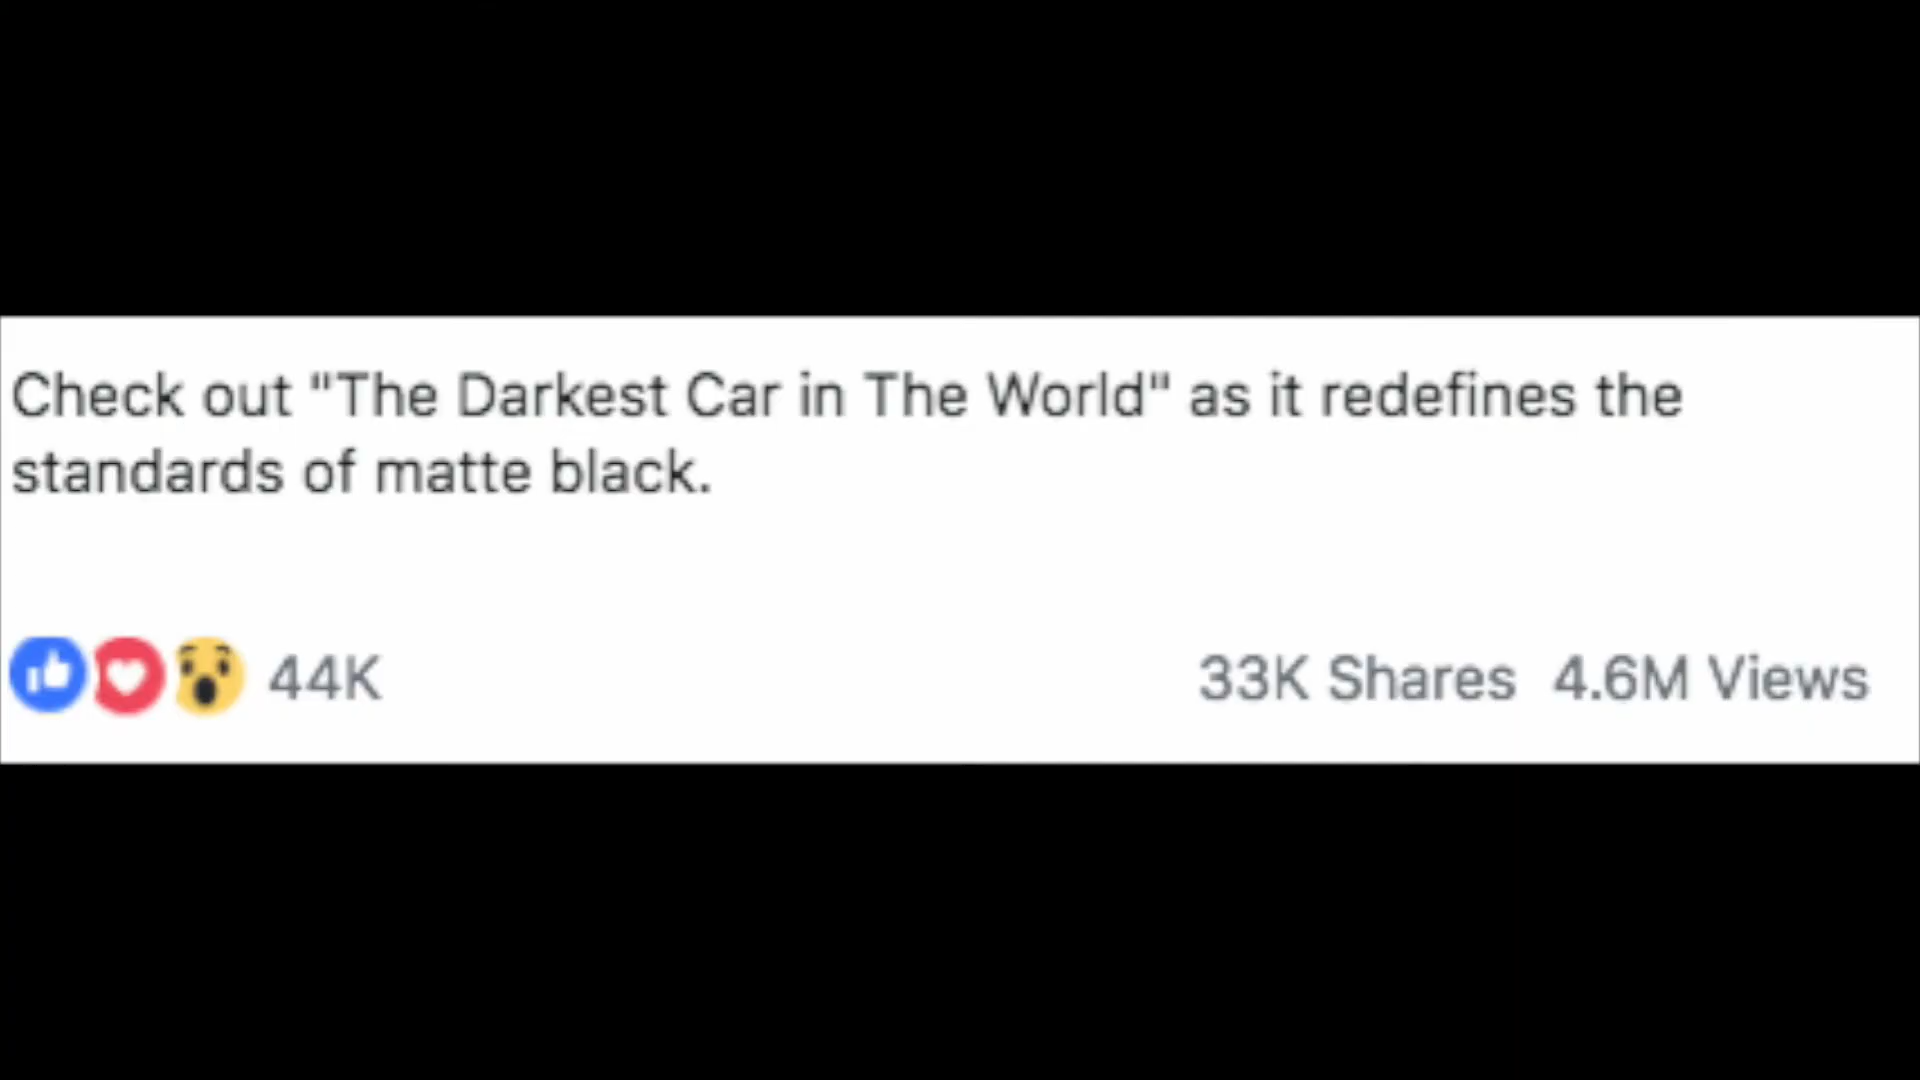 Check out "The Darkest Car in The World" as it redefines the
standards of matte black.
44K
33K Shares 4.6M Views